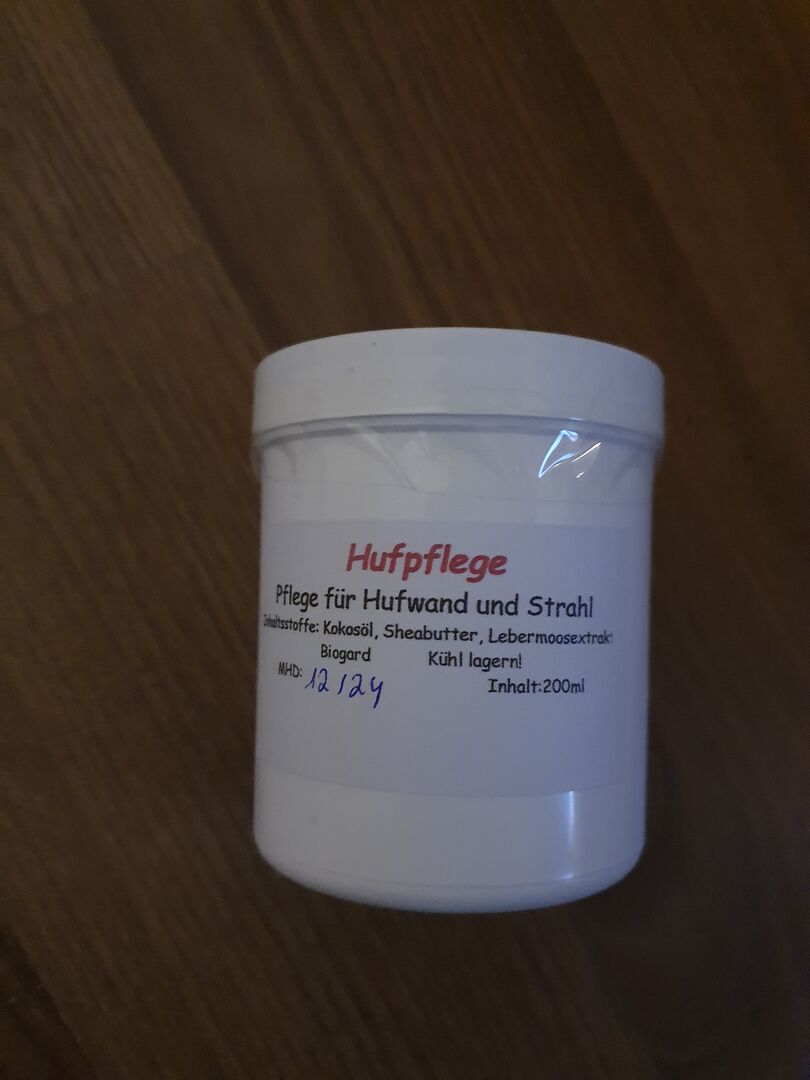 Hufpflege
Pflege für Hufwand und Strahl
Inhaltsstoffe: Kokosöl, Sheabutter, Lebermoosextrakt
Biogard Kühl lagern!
MHD: 12/24
Inhalt:200ml